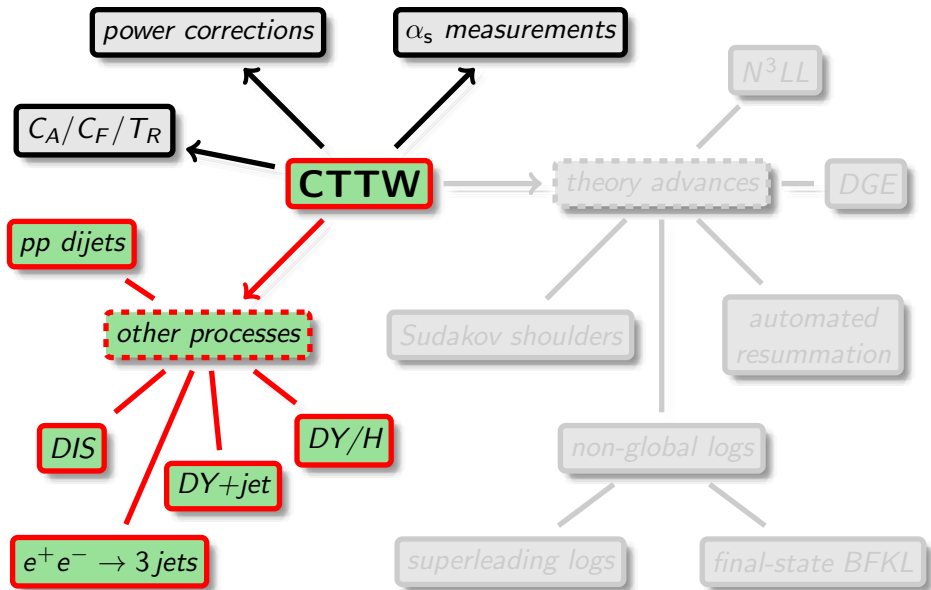 power corrections
αs measurements
N³LL
C_A/C_F/T_R
CTTW
theory advances
DGE
pp dijets
other processes
Sudakov shoulders
automated
resummation
DIS
DY+jet
DY/H
non-global logs
e⁺e⁻ → 3 jets
superleading logs
final-state BFKL